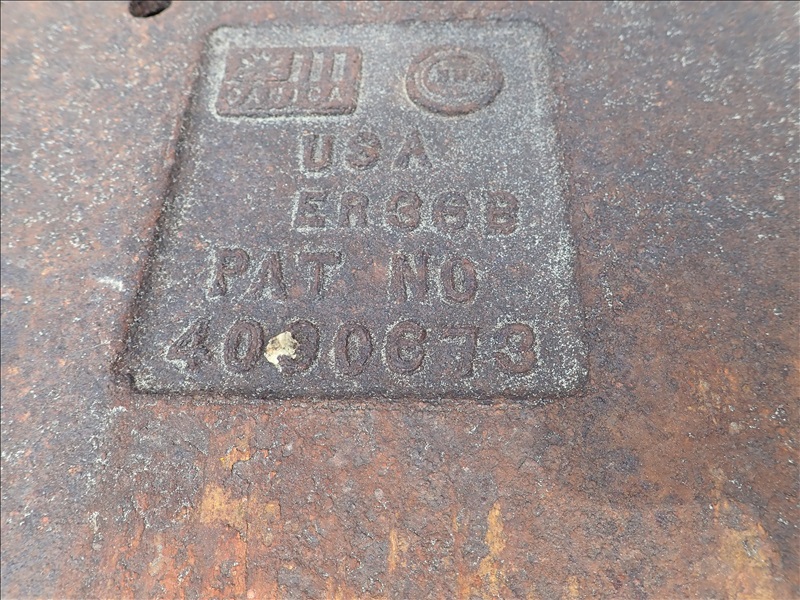 USA
ER36B
PAT NO
4090673